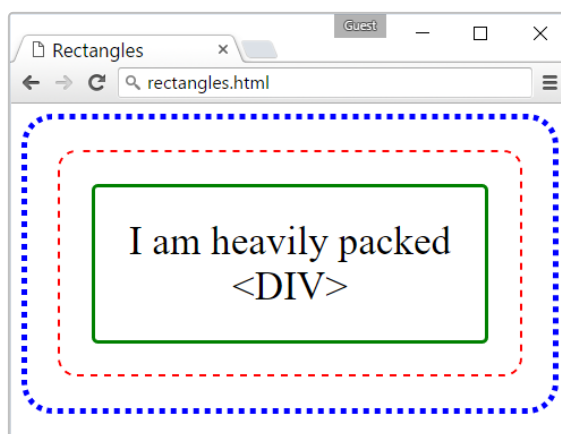 Guest
Rectangles
rectangles.html
I am heavily packed
<DIV>